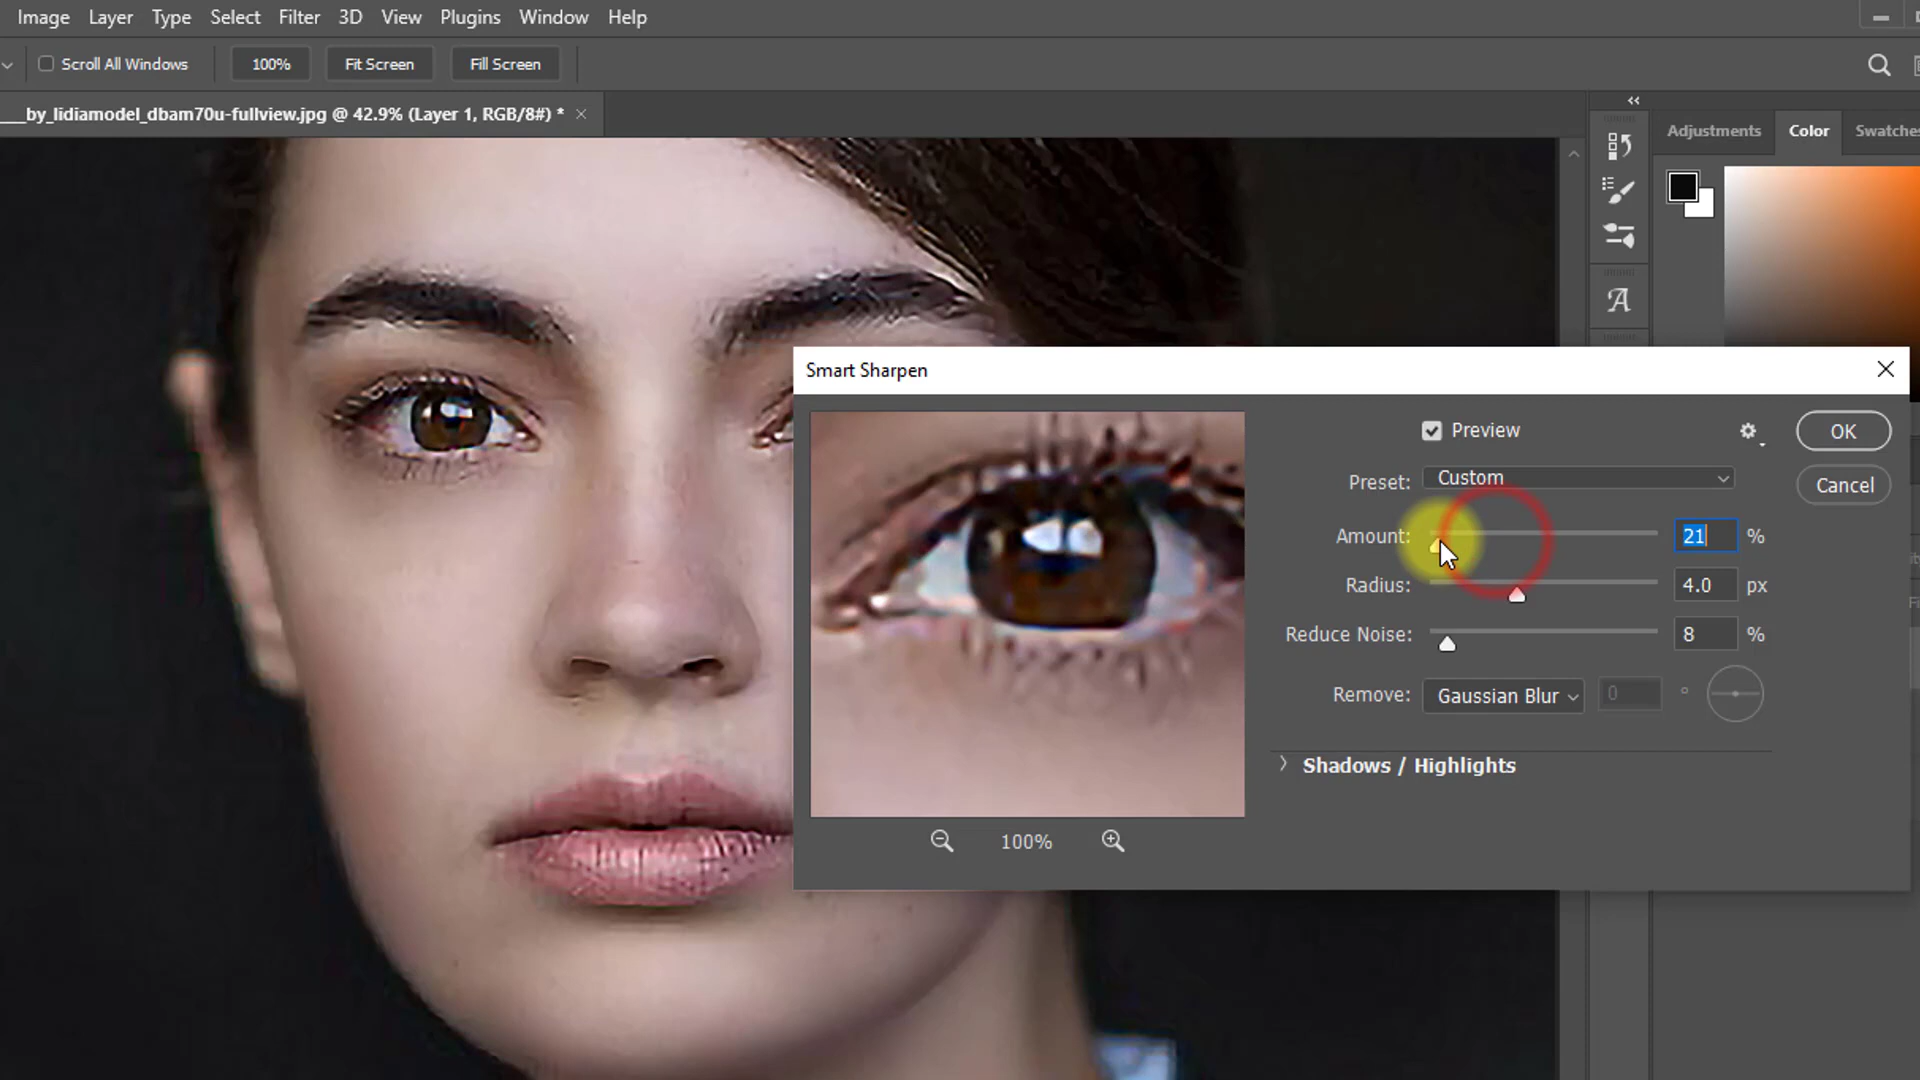 Image Layer Type Select Filter 3D View Plugins Window Help
Scroll All Windows 100% Fit Screen Fill Screen
___by_lidiamodel_dbam70u-fullview.jpg @ 42.9% (Layer 1, RGB/8#) * ×
Adjustments Color Swatches
Smart Sharpen
Preview OK
Preset: Custom Cancel
Amount: 21 %
Radius: 4.0 px
Reduce Noise: 8 %
Remove: Gaussian Blur 0 °
Shadows / Highlights
100%